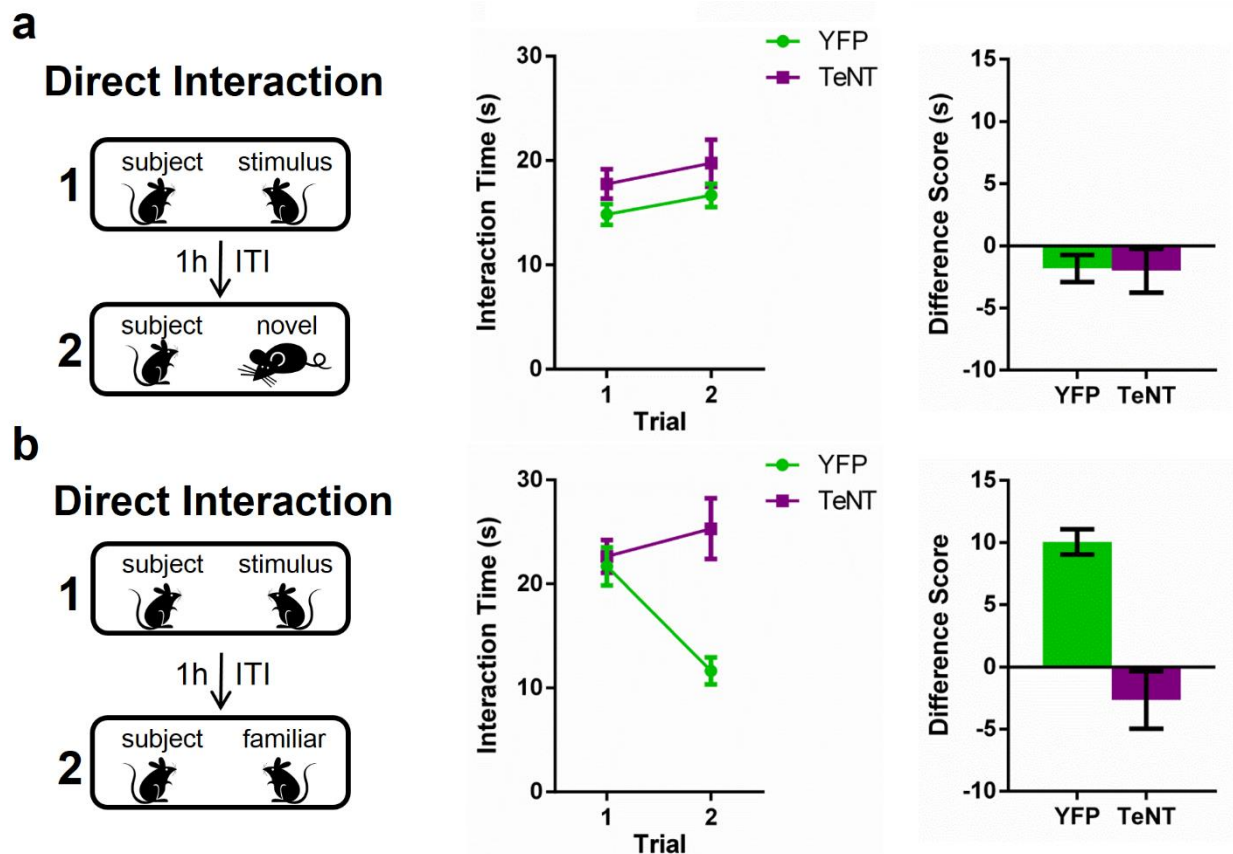 a
Direct Interaction
1
subject stimulus
1h ITI
2
subject novel
Interaction Time (s)
30
20
10
0
1 2
Trial
YFP
TeNT
Difference Score (s)
15
10
5
0
-5
-10
YFP TeNT
b
Direct Interaction
1
subject stimulus
1h ITI
2
subject familiar
Interaction Time (s)
30
20
10
0
1 2
Trial
YFP
TeNT
Difference Score
15
10
5
0
-5
-10
YFP TeNT